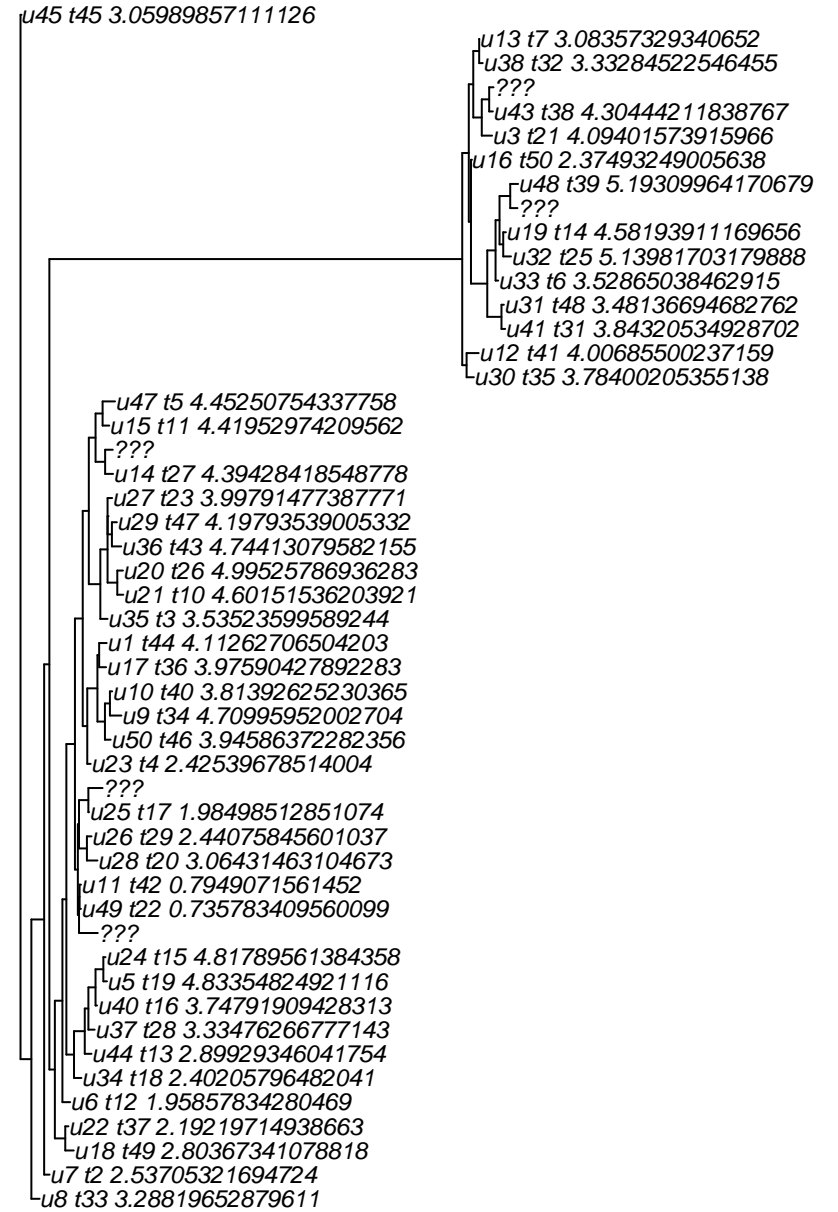 u45 t45 3.05989857111126
u13 t7 3.08357329340652
u38 t32 3.33284522546455
???
u43 t38 4.30444211838767
u3 t21 4.09401573915966
u16 t50 2.37493249005638
u48 t39 5.19309964170679
???
u19 t14 4.58193911169656
u32 t25 5.13981703179888
u33 t6 3.52865038462915
u31 t48 3.48136694682762
u41 t31 3.84320534928702
u12 t41 4.00685500237159
u30 t35 3.78400205355138
u47 t5 4.45250754337758
u15 t11 4.41952974209562
???
u14 t27 4.39428418548778
u27 t23 3.99791477387771
u29 t47 4.19793539005332
u36 t43 4.74413079582155
u20 t26 4.99525786936283
u21 t10 4.60151536203921
u35 t3 3.53523599589244
u1 t44 4.11262706504203
u17 t36 3.97590427892283
u10 t40 3.81392625230365
u9 t34 4.70995952002704
u50 t46 3.94586372282356
u23 t4 2.42539678514004
???
u25 t17 1.98498512851074
u26 t29 2.44075845601037
u28 t20 3.06431463104673
u11 t42 0.7949071561452
u49 t22 0.735783409560099
???
u24 t15 4.81789561384358
u5 t19 4.83354824921116
u40 t16 3.74791909428313
u37 t28 3.33476266777143
u44 t13 2.89929346041754
u34 t18 2.40205796482041
u6 t12 1.95857834280469
u22 t37 2.19219714938663
u18 t49 2.80367341078818
u7 t2 2.53705321694724
u8 t33 3.28819652879611